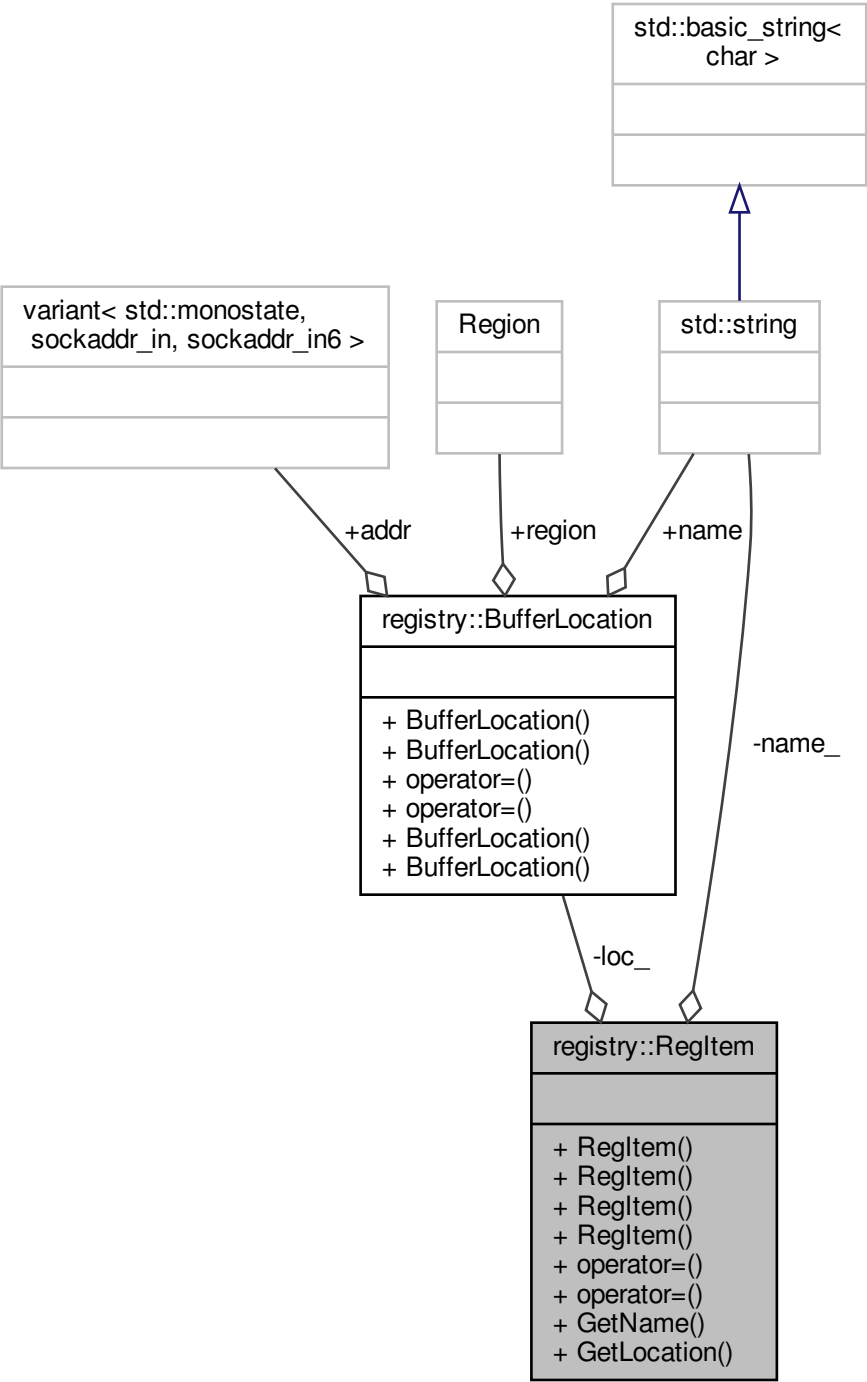 std::basic_string<
char >
variant< std::monostate,
sockaddr_in, sockaddr_in6 >
Region
std::string
+addr
+region
+name
registry::BufferLocation
+ BufferLocation()
+ BufferLocation()
+ operator=()
+ operator=()
+ BufferLocation()
+ BufferLocation()
-name_
-loc_
registry::RegItem
+ RegItem()
+ RegItem()
+ RegItem()
+ RegItem()
+ operator=()
+ operator=()
+ GetName()
+ GetLocation()